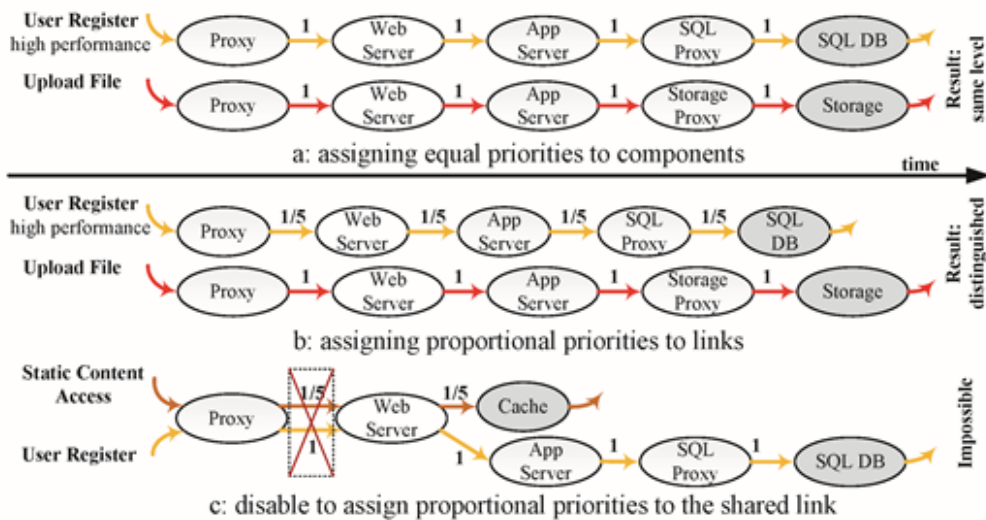 User Register
high performance
Proxy 1 Web Server 1 App Server 1 SQL Proxy 1 SQL DB
Upload File
Proxy 1 Web Server 1 App Server 1 Storage Proxy 1 Storage
Result: same level
a: assigning equal priorities to components
time
User Register
high performance
Proxy 1/5 Web Server 1/5 App Server 1/5 SQL Proxy 1/5 SQL DB
Upload File
Proxy 1 Web Server 1 App Server 1 Storage Proxy 1 Storage
Result: distinguished
b: assigning proportional priorities to links
Static Content
Access
User Register
Proxy 1/5 1 Web Server 1/5 Cache
1 App Server 1 SQL Proxy 1 SQL DB
Impossible
c: disable to assign proportional priorities to the shared link